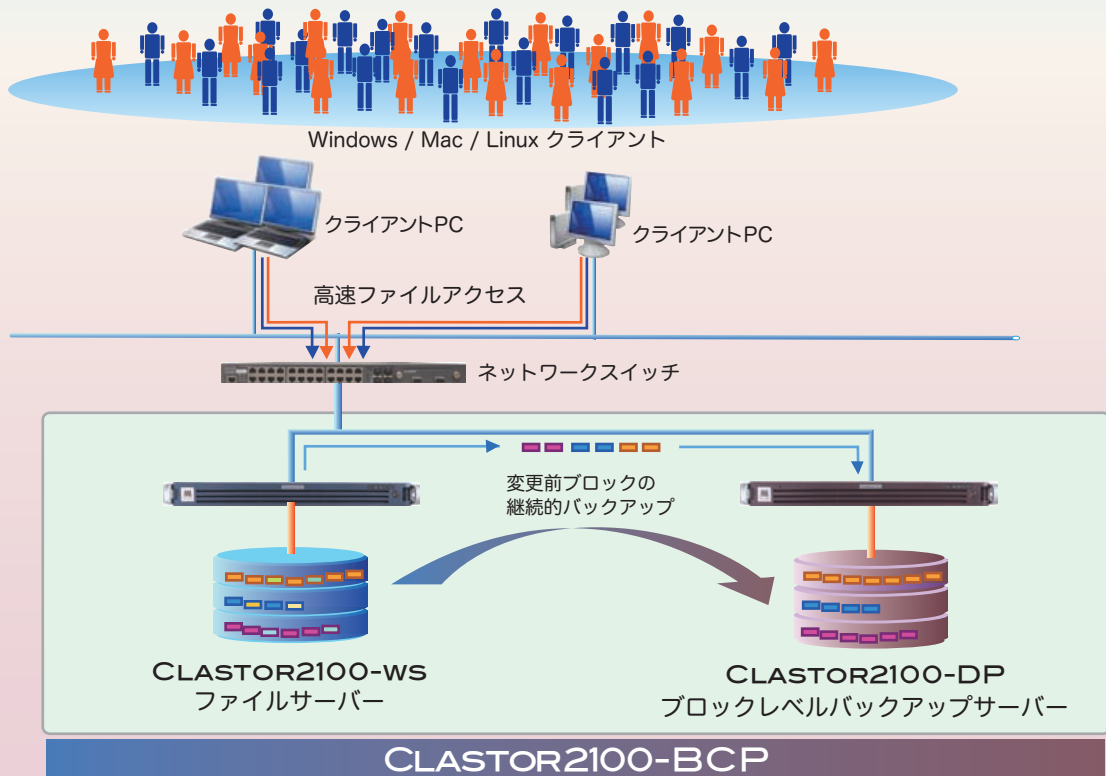 Windows / Mac / Linux クライアント
クライアントPC
クライアントPC
高速ファイルアクセス
ネットワークスイッチ
変更前ブロックの
継続的バックアップ
CLASTOR2100-WS
ファイルサーバー
CLASTOR2100-DP
ブロックレベルバックアップサーバー
CLASTOR2100-BCP